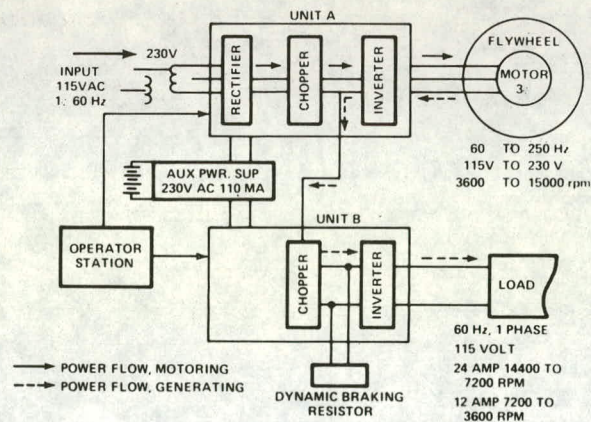 UNIT A
230V
INPUT
115VAC
1. 60 Hz
RECTIFIER
CHOPPER
INVERTER
FLYWHEEL
MOTOR
3
60 TO 250 Hz
115V TO 230 V
3600 TO 15000 rpm
AUX PWR. SUP
230V AC 110 MA
OPERATOR
STATION
UNIT B
CHOPPER
INVERTER
LOAD
60 Hz, 1 PHASE
115 VOLT
24 AMP 14400 TO
7200 RPM
12 AMP 7200 TO
3600 RPM
POWER FLOW, MOTORING
POWER FLOW, GENERATING
DYNAMIC BRAKING
RESISTOR